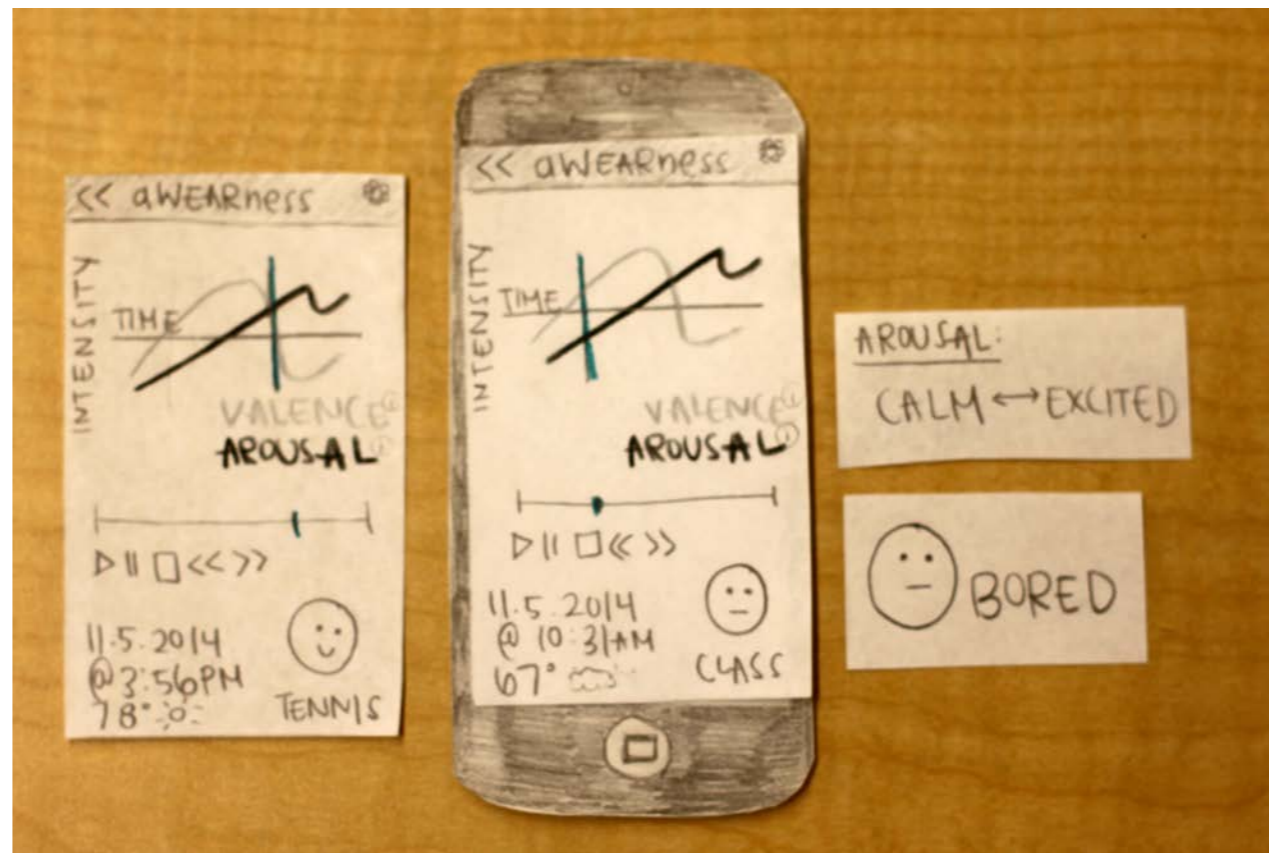 << aWEARness
INTENSITY
TIME
VALENCE i
AROUSAL i
11.5.2014
@ 3:56PM
78°
TENNIS
<< aWEARness
INTENSITY
TIME
VALENCE i
AROUSAL i
11.5.2014
@ 10:31AM
67°
CLASS
AROUSAL:
CALM ↔ EXCITED
BORED